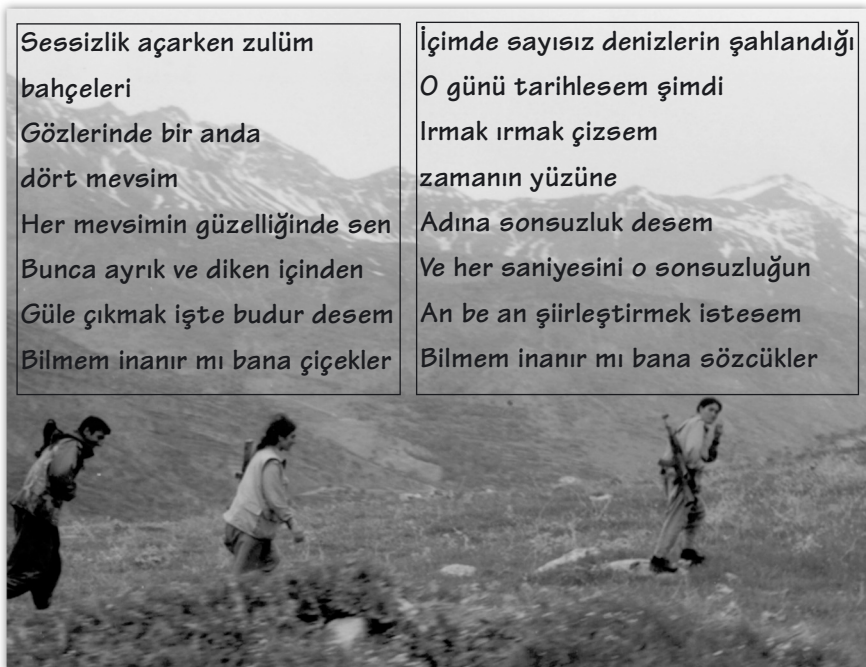 Sessizlik açarken zulüm
bahçeleri
Gözlerinde bir anda
dört mevsim
Her mevsimin güzelliğinde sen
Bunca ayrık ve diken içinden
Güle çıkmak işte budur desem
Bilmem inanır mı bana çiçekler
İçimde sayısız denizlerin şahlandığı
O günü tarihlesem şimdi
Irmak ırmak çizsem
zamanın yüzüne
Adına sonsuzluk desem
Ve her saniyesini o sonsuzluğun
An be an şiirleştirmek istesem
Bilmem inanır mı bana sözcükler